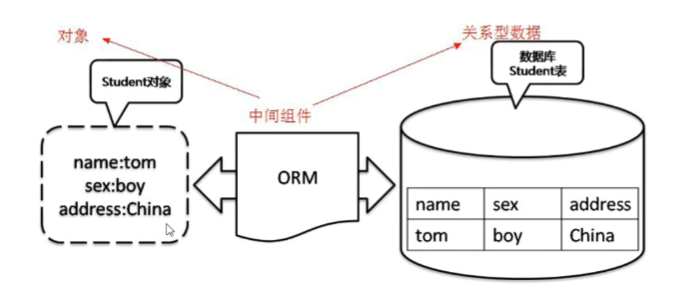 对象
关系型数据
数据库
Student表
Student对象
中间组件
name:tom
sex:boy
address:China
ORM
name sex address
tom boy China